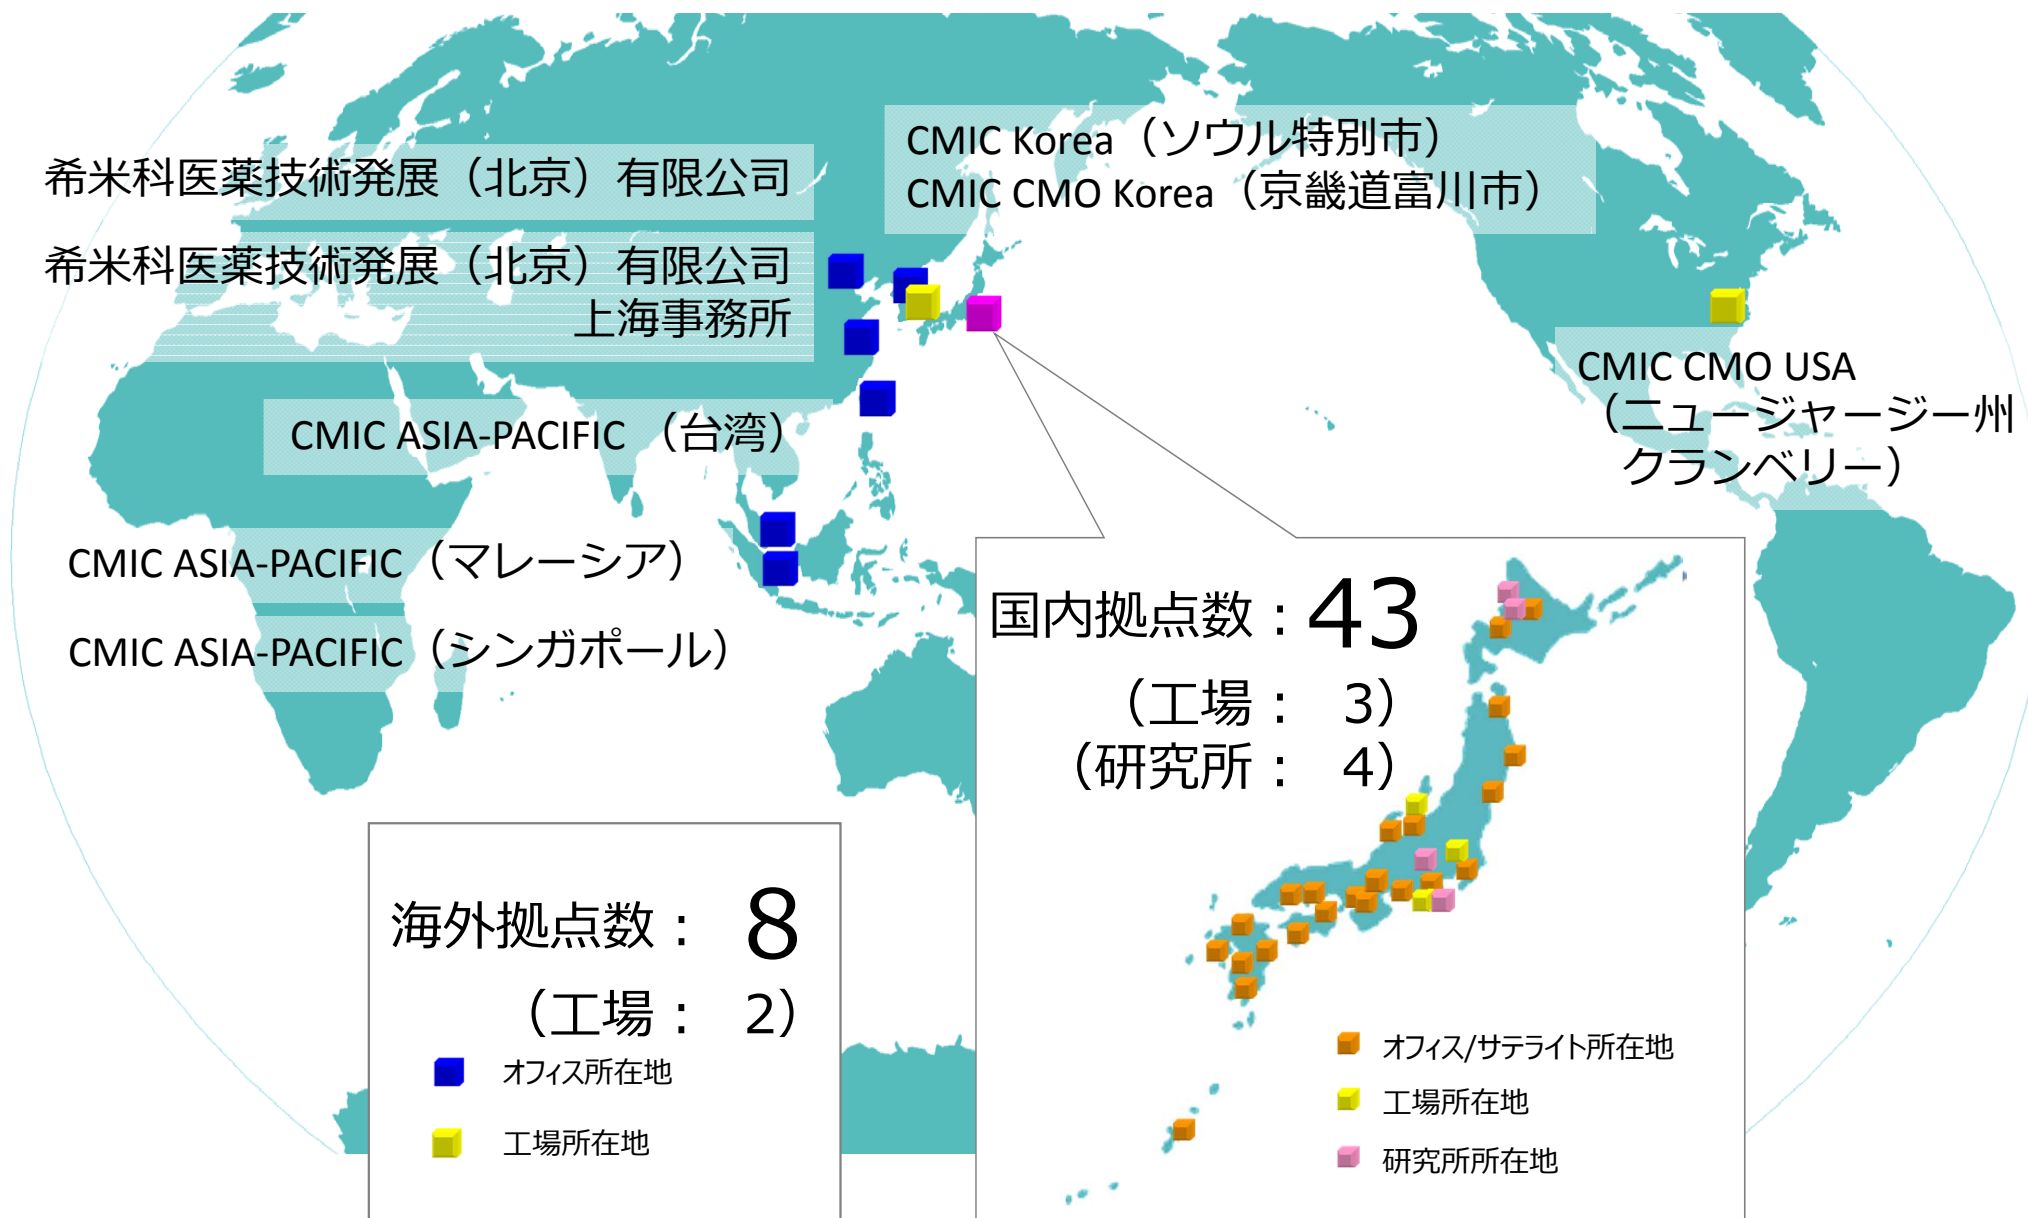 CMIC Korea（ソウル特別市）
CMIC CMO Korea（京畿道富川市）
希米科医薬技術発展（北京）有限公司
希米科医薬技術発展（北京）有限公司
上海事務所
CMIC CMO USA
（ニュージャージー州
クランベリー）
CMIC ASIA-PACIFIC （台湾）
CMIC ASIA-PACIFIC（マレーシア）
CMIC ASIA-PACIFIC（シンガポール）
国内拠点数：43
（工場： 3）
（研究所： 4）
海外拠点数： 8
（工場： 2）
オフィス所在地
工場所在地
オフィス/サテライト所在地
工場所在地
研究所所在地